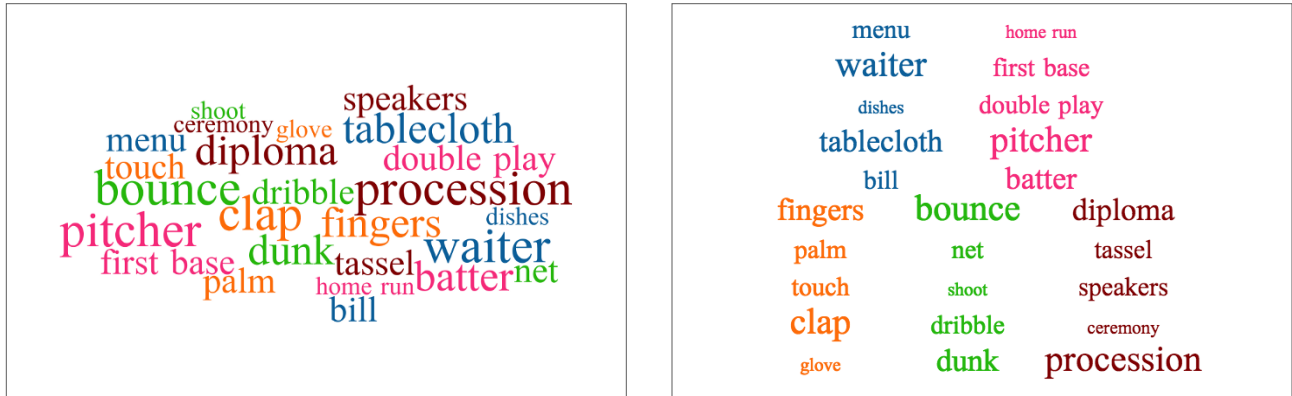 speakers
shoot
ceremony glove tablecloth
menu diploma double play
touch
bounce dribble procession
clap fingers dishes
pitcher dunk waiter
first base tassel batter net
palm home run
bill
menu home run
waiter first base
dishes double play
tablecloth pitcher
bill batter
fingers bounce diploma
palm net tassel
touch shoot speakers
clap dribble ceremony
glove dunk procession